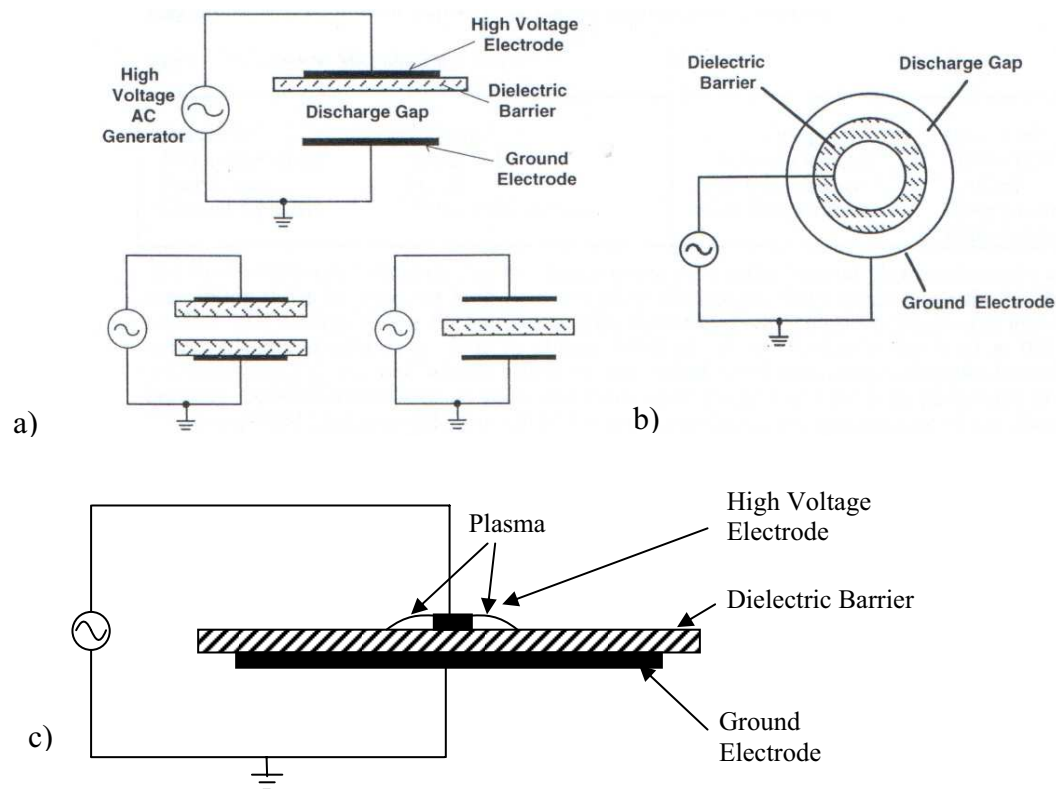 High Voltage
Electrode
High
Voltage
AC
Generator
Dielectric
Barrier
Discharge Gap
Ground
Electrode
a)
Dielectric
Barrier
Discharge Gap
Ground Electrode
b)
Plasma
High Voltage
Electrode
Dielectric Barrier
Ground
Electrode
c)